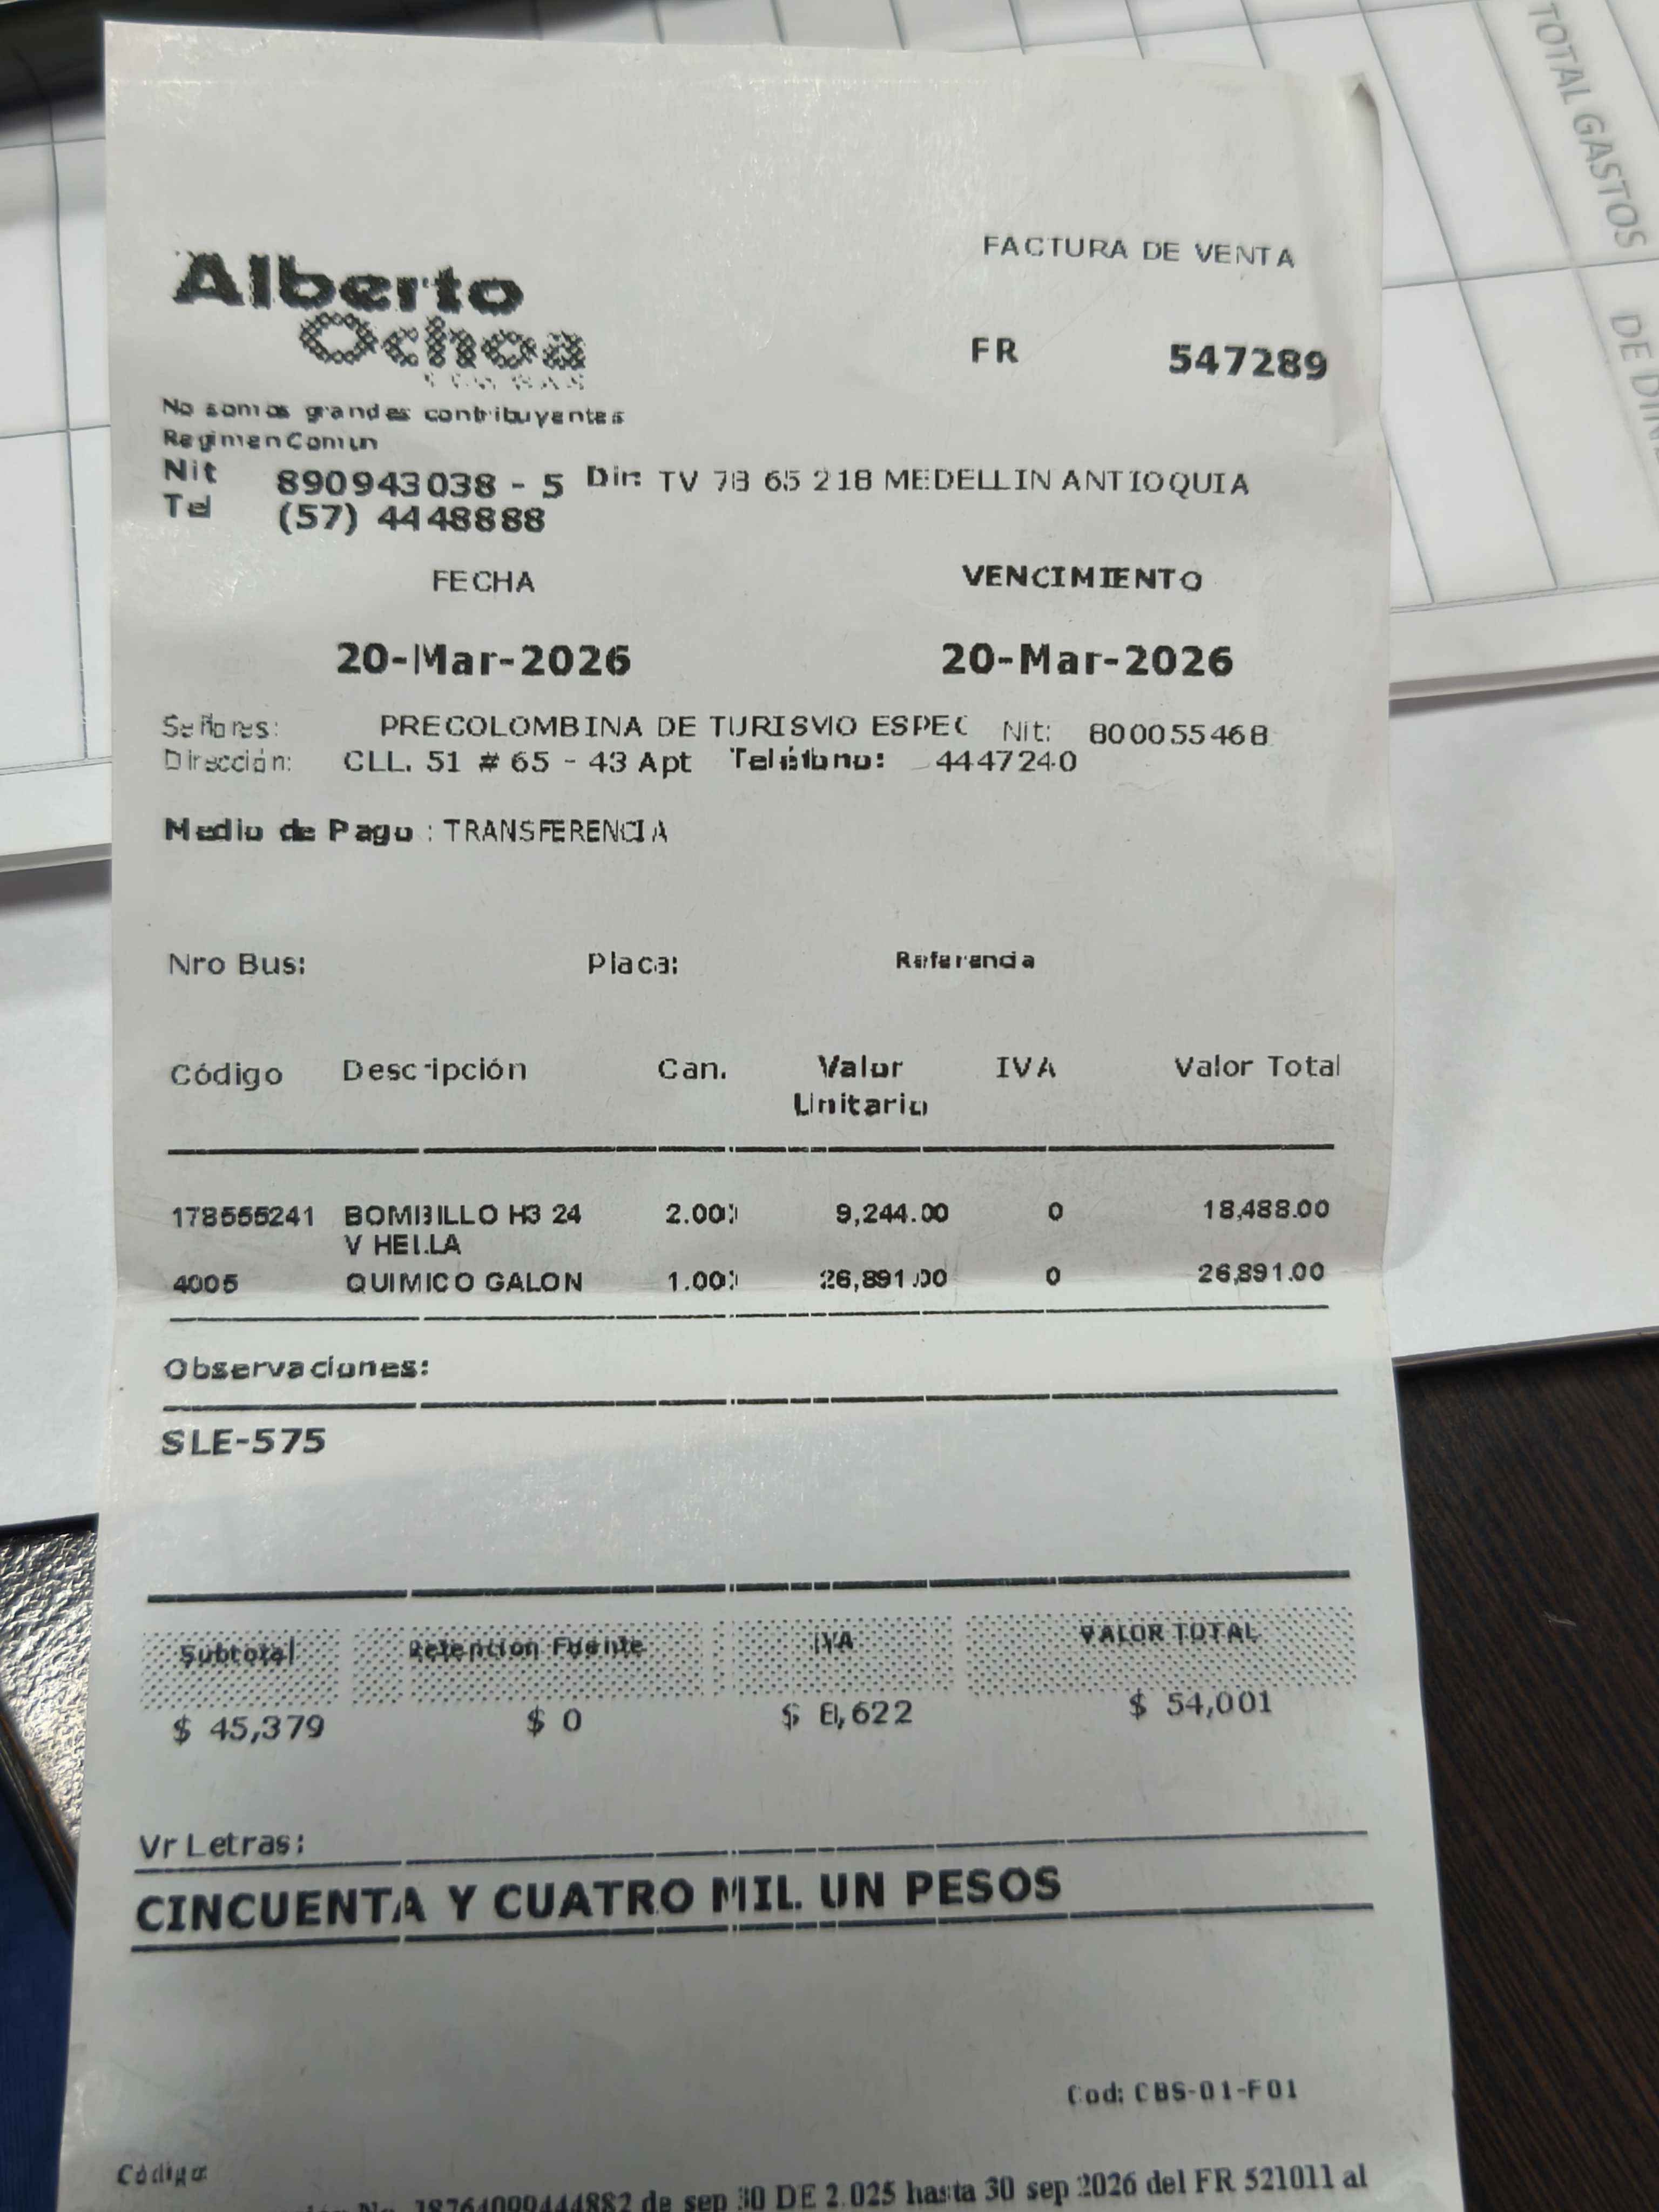 TOTAL GASTOS
Alberto
Ochoa
FACTURA DE VENTA
FR 547289
No somos grandes contribuyentes
Regimen Comun
Nit 890943038 - 5 Dir: TV 78 65 218 MEDELLIN ANTIOQUIA
Tel (57) 4448888
FECHA VENCIMIENTO
20-Mar-2026 20-Mar-2026
Señores: PRECOLOMBINA DE TURISMO ESPEC Nit: 800055468
Dirección: CLL. 51 # 65 - 43 Apt Teléfono: 4447240
Medio de Pago : TRANSFERENCIA
Nro Bus: Placa: Referencia
Código Descripción Can. Valor Unitario IVA Valor Total
178555241 BOMBILLO H3 24 2.00 9,244.00 0 18,488.00
V HELLA
4005 QUIMICO GALON 1.00 26,891.00 0 26,891.00
Observaciones:
SLE-575
Subtotal Retencion Fuente IVA VALOR TOTAL
$ 45,379 $ 0 $ 8,622 $ 54,001
Vr Letras:
CINCUENTA Y CUATRO MIL UN PESOS
Cod: CBS-01-F01
Código:
No. 18764099444882 de sep 30 DE 2.025 hasta 30 sep 2026 del FR 521011 al